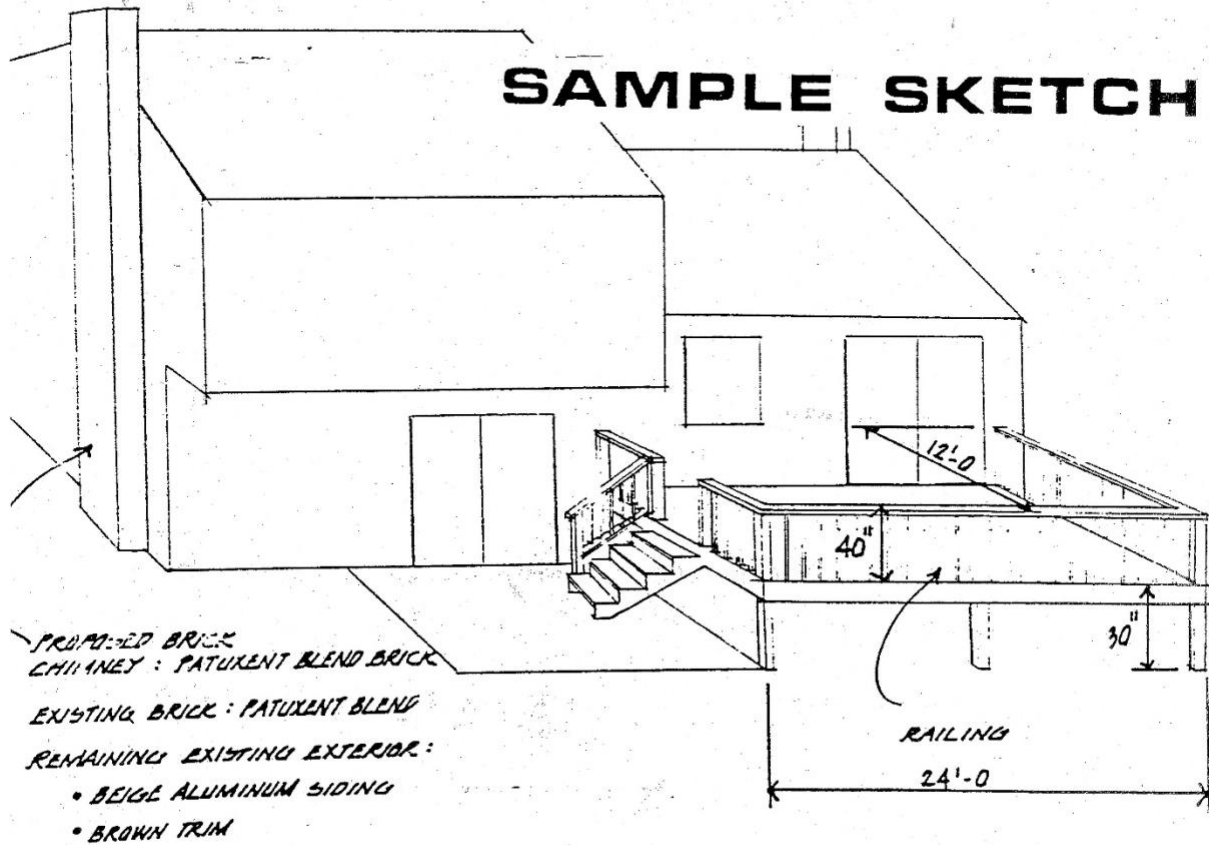 SAMPLE SKETCH
12'-0
40"
30"
PROPOSED BRICK
CHIMNEY : PATUXENT BLEND BRICK
EXISTING BRICK : PATUXENT BLEND
REMAINING EXISTING EXTERIOR :
• BEIGE ALUMINUM SIDING
• BROWN TRIM
RAILING
24'-0